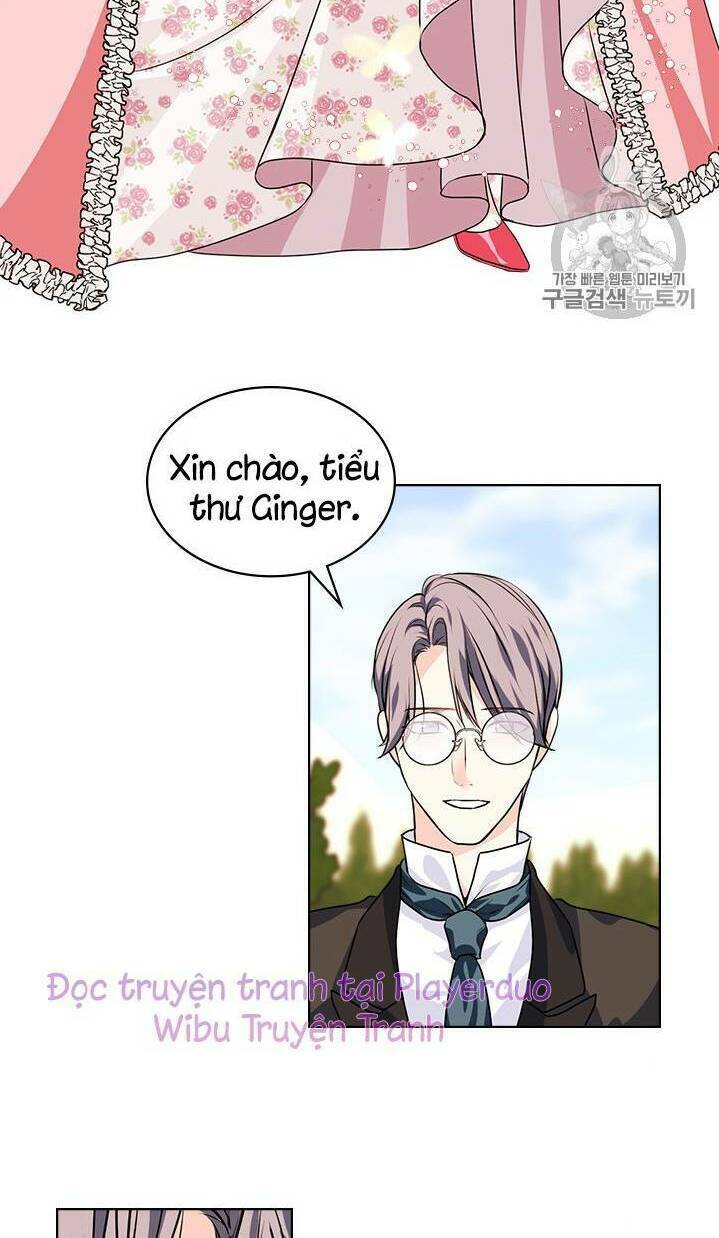 가장 빠른 웹툰 미리보기
구글검색 뉴토끼
Xin chào, tiểu
thư Ginger.
Đọc truyện tranh tại Playerduo
Wibu Truyện Tranh